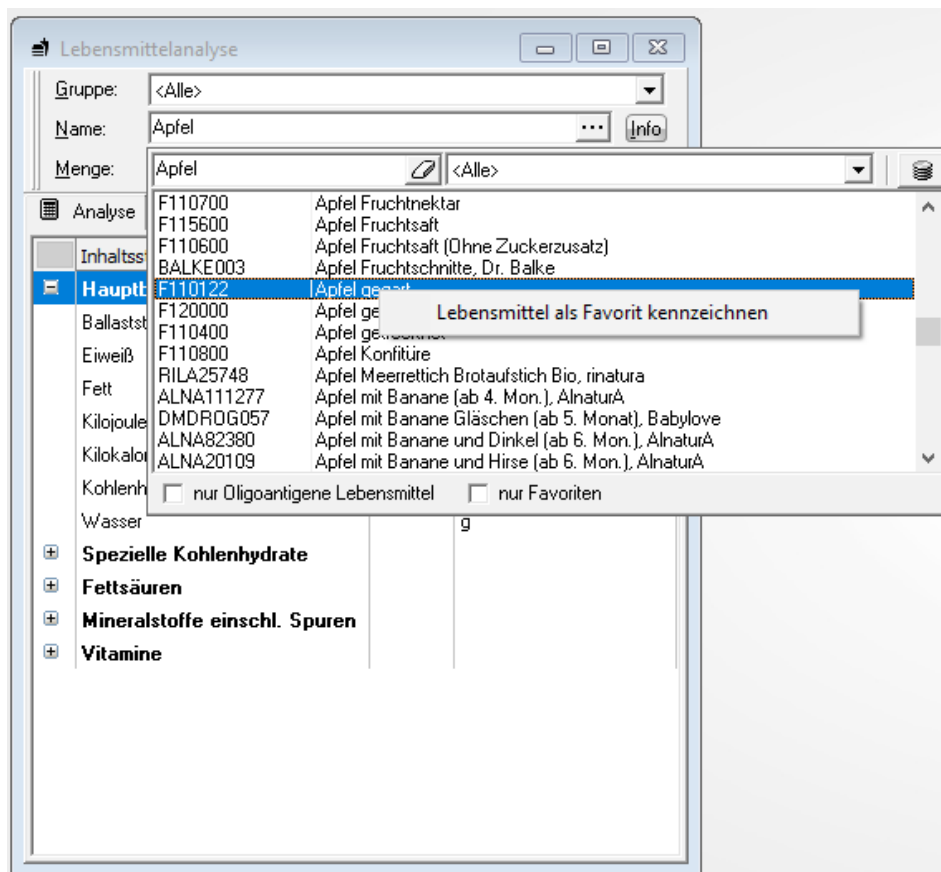 Lebensmittelanalyse
Gruppe: <Alle>
Name: Apfel ... Info
Menge: Apfel <Alle>
Analyse
F110700 Apfel Fruchtnektar
F115600 Apfel Fruchtsaft
F110600 Apfel Fruchtsaft (Ohne Zuckerzusatz)
BALKE003 Apfel Fruchtschnitte, Dr. Balke
F110122 Apfel gegart
F120000 Apfel ge
Lebensmittel als Favorit kennzeichnen
F110400 Apfel getrocknet
F110800 Apfel Konfitüre
RILA25748 Apfel Meerrettich Brotaufstich Bio, rinatura
ALNA111277 Apfel mit Banane (ab 4. Mon.), AlnaturA
DMDROG057 Apfel mit Banane Gläschen (ab 5. Monat), Babylove
ALNA82380 Apfel mit Banane und Dinkel (ab 6. Mon.), AlnaturA
ALNA20109 Apfel mit Banane und Hirse (ab 6. Mon.), AlnaturA
nur Oligoantigene Lebensmittel nur Favoriten
Inhaltss
Hauptb
Ballastst
Eiweiß
Fett
Kilojoule
Kilokalo
Kohlenh
Wasser g
Spezielle Kohlenhydrate
Fettsäuren
Mineralstoffe einschl. Spuren
Vitamine